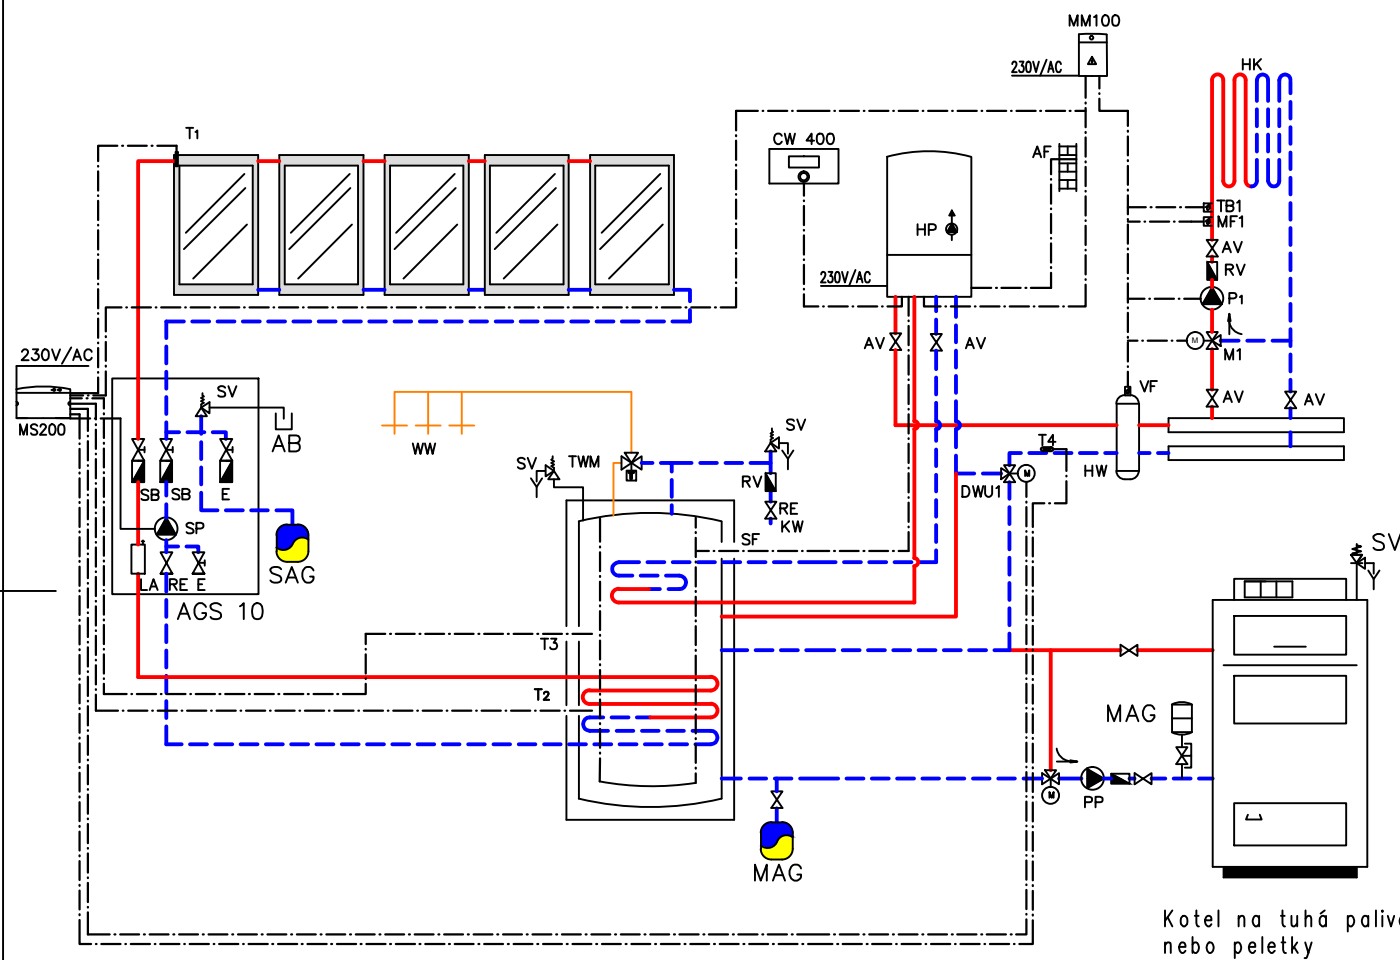 MM100
230V/AC
HK
T1
CW 400
AF
TB1
MF1
HP
AV
RV
230V/AC
P1
M1
AV
AV
230V/AC
MS200
SV
AB
VF
AV
AV
WW
SV
TWM
SV
T4
HW
SB
SB
E
RV
DWU1
RE
KW
SP
SF
SV
LA
RE
E
SAG
AGS 10
T3
T2
MAG
PP
MAG
M
M
M
Kotel na tuhá paliv
nebo peletky